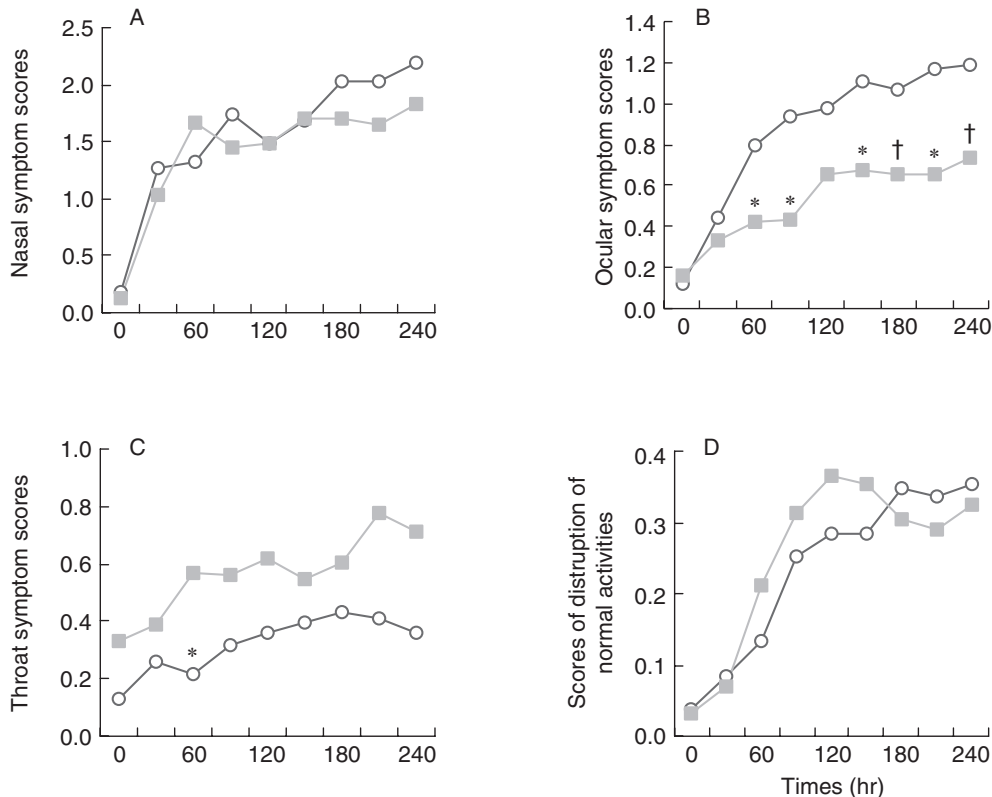 A
Nasal symptom scores
2.5
2.0
1.5
1.0
0.5
0.0
0 60 120 180 240
B
Ocular symptom scores
1.4
1.2
1.0
0.8
0.6
0.4
0.2
0.0
* * * † * †
0 60 120 180 240
C
Throat symptom scores
1.0
0.8
0.6
0.4
0.2
0.0
*
0 60 120 180 240
D
Scores of distruption of
normal activities
0.4
0.3
0.2
0.1
0.0
0 60 120 180 240
Times (hr)